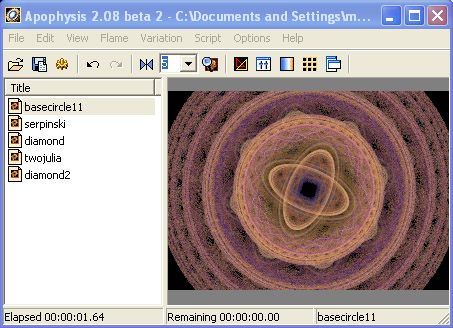 Apophysis 2.08 beta 2 - C:\Documents and Settings\m...
File Edit View Flame Variation Script Options Help
5
Title
basecircle11
serpinski
diamond
twojulia
diamond2
Elapsed 00:00:01.64 Remaining 00:00:00.00 basecircle11